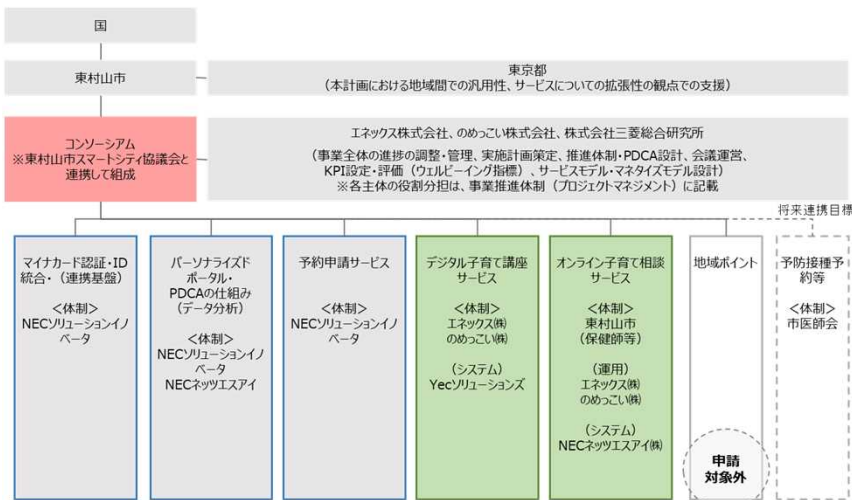 国
東村山市
東京都
(本計画における地域間での汎用性、サービスについての拡張性の観点での支援)
コンソーシアム
※東村山市スマートシティ協議会と
連携して組成
エネックス株式会社、のめっこい株式会社、株式会社三菱総合研究所
(事業全体の進捗の調整・管理、実施計画策定、推進体制・PDCA設計、会議運営、
KPI設定・評価(ウェルビーイング指標)、サービスモデル・マネタイズモデル設計)
※各主体の役割分担は、事業推進体制(プロジェクトマネジメント)に記載
将来連携目標
マイナカード認証・ID
統合・(連携基盤)
<体制>
NECソリューションイノ
ベータ
パーソナライズド
ポータル・
PDCAの仕組み
(データ分析)
<体制>
NECソリューションイノ
ベータ
NECネッツエスアイ
予約申請サービス
<体制>
NECソリューションイノ
ベータ
デジタル子育て講座
サービス
<体制>
エネックス㈱
のめっこい㈱
(システム)
Yecソリューションズ
オンライン子育て相談
サービス
<体制>
東村山市
(保健師等)
(運用)
エネックス㈱
のめっこい㈱
(システム)
NECネッツエスアイ㈱
地域ポイント
申請
対象外
予防接種予
約等
<体制>
市医師会